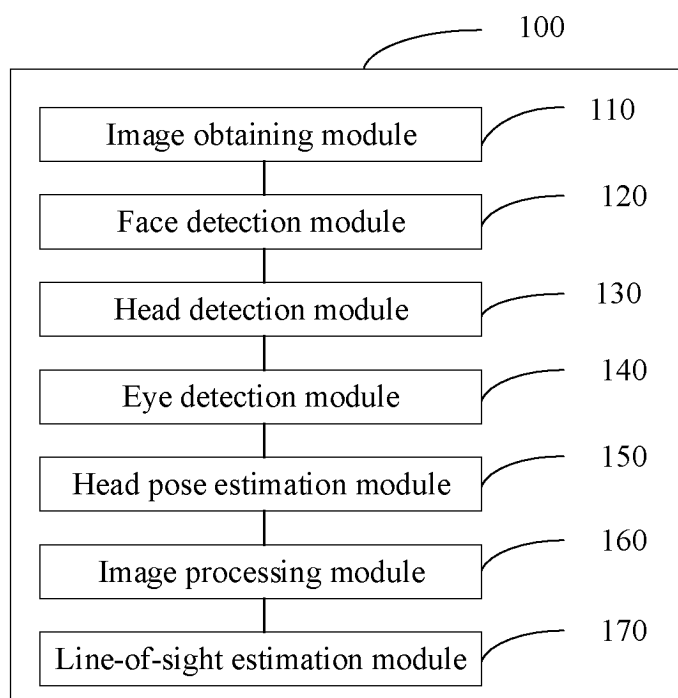 100
Image obtaining module 110
Face detection module 120
Head detection module 130
Eye detection module 140
Head pose estimation module 150
Image processing module 160
Line-of-sight estimation module 170